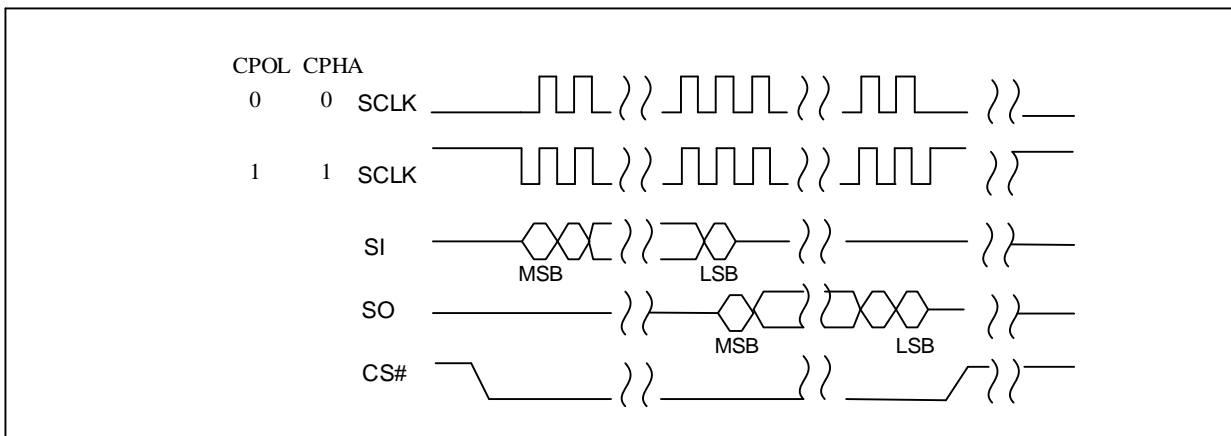 CPOL CPHA
0 0 SCLK
1 1 SCLK
SI
MSB LSB
SO
MSB LSB
CS#